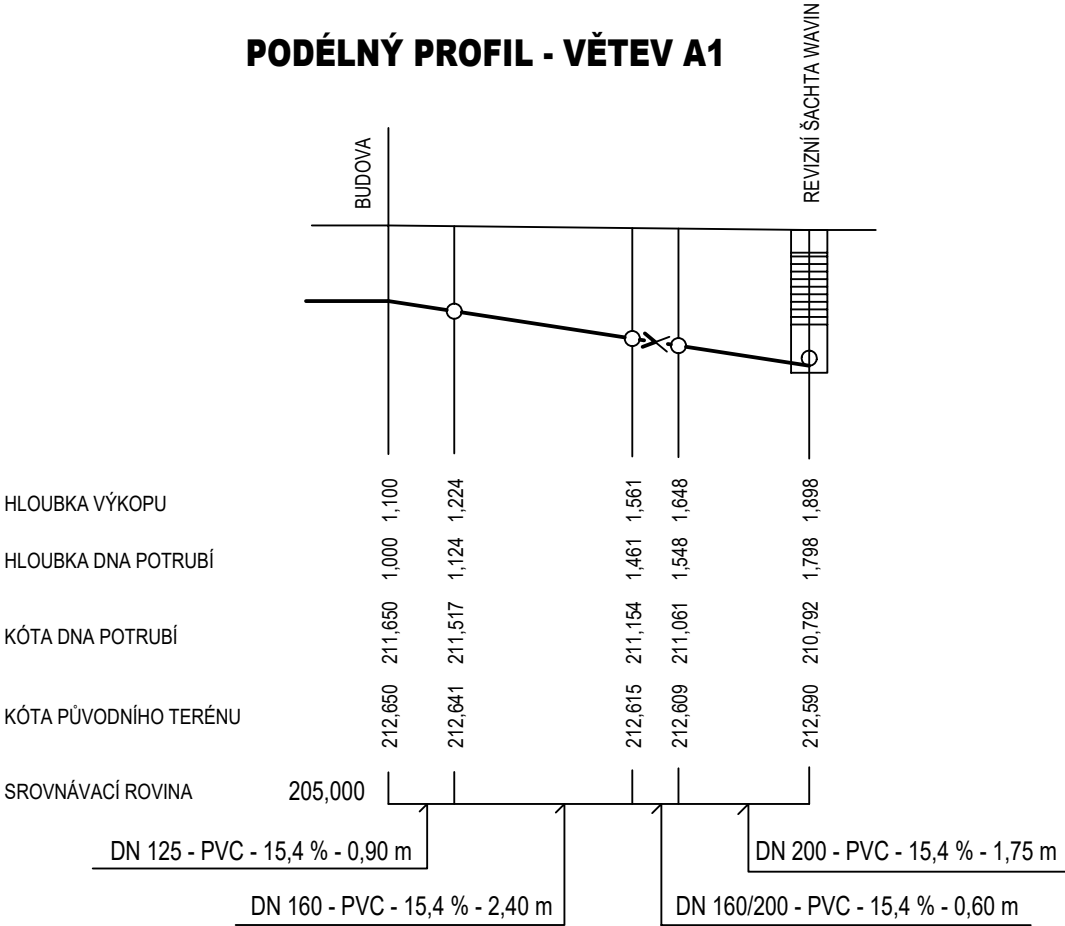 PODÉLNÝ PROFIL - VĚTEV A1
BUDOVA
REVIZNÍ ŠACHTA WAVIN
HLOUBKA VÝKOPU 1,100 1,224 1,561 1,648 1,898
HLOUBKA DNA POTRUBÍ 1,000 1,124 1,461 1,548 1,798
KÓTA DNA POTRUBÍ 211,650 211,517 211,154 211,061 210,792
KÓTA PŮVODNÍHO TERÉNU 212,650 212,641 212,615 212,609 212,590
SROVNÁVACÍ ROVINA 205,000
DN 125 - PVC - 15,4 % - 0,90 m
DN 200 - PVC - 15,4 % - 1,75 m
DN 160 - PVC - 15,4 % - 2,40 m
DN 160/200 - PVC - 15,4 % - 0,60 m